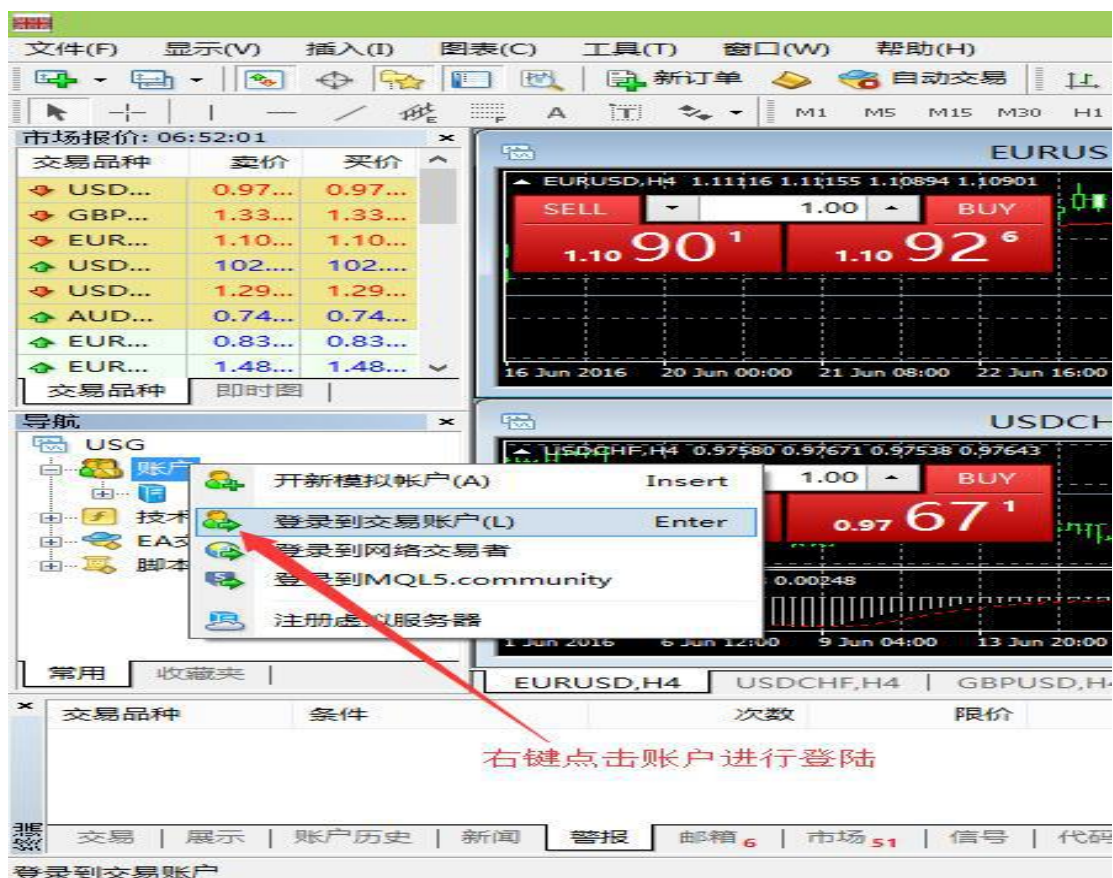 文件(F) 显示(V) 插入(I) 图表(C) 工具(T) 窗口(W) 帮助(H)
新订单 自动交易
E F A T M1 M5 M15 M30 H1
市场报价: 06:52:01
交易品种 卖价 买价
USD... 0.97... 0.97...
GBP... 1.33... 1.33...
EUR... 1.10... 1.10...
USD... 102.... 102....
USD... 1.29... 1.29...
AUD... 0.74... 0.74...
EUR... 0.83... 0.83...
EUR... 1.48... 1.48...
交易品种 即时图
EURUS
EURUSD,H4 1.11116 1.11155 1.10894 1.10901
SELL 1.00 BUY
1.10 90 1 1.10 92 6
16 Jun 2016 20 Jun 00:00 21 Jun 08:00 22 Jun 16:00
导航
USG
账户
技术
EA交
脚本
常用 收藏夹
开新模拟帐户(A) Insert
登录到交易账户(L) Enter
登录到网络交易者
登录到MQL5.community
注册虚拟服务器
USDCH
USDCHF,H4 0.97580 0.97671 0.97538 0.97643
1.00 BUY
0.97 67 1
0.00248
1 Jun 2016 6 Jun 12:00 9 Jun 04:00 13 Jun 20:00
EURUSD,H4 USDCHF,H4 GBPUSD,H4
交易品种 条件 次数 限价
右键点击账户进行登陆
交易 展示 账户历史 新闻 警报 邮箱 6 市场 51 信号 代码
登录到交易账户